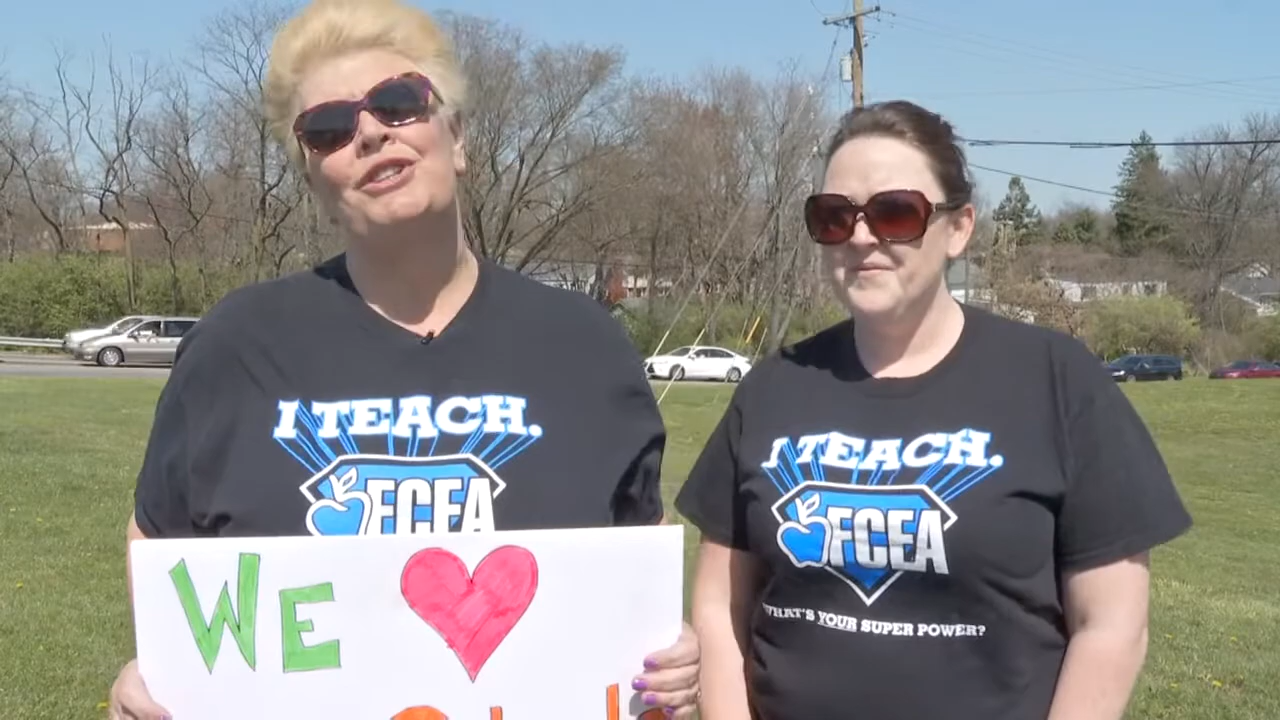 I TEACH.
FCEA
WE
I TEACH.
FCEA
WHAT'S YOUR SUPER POWER?